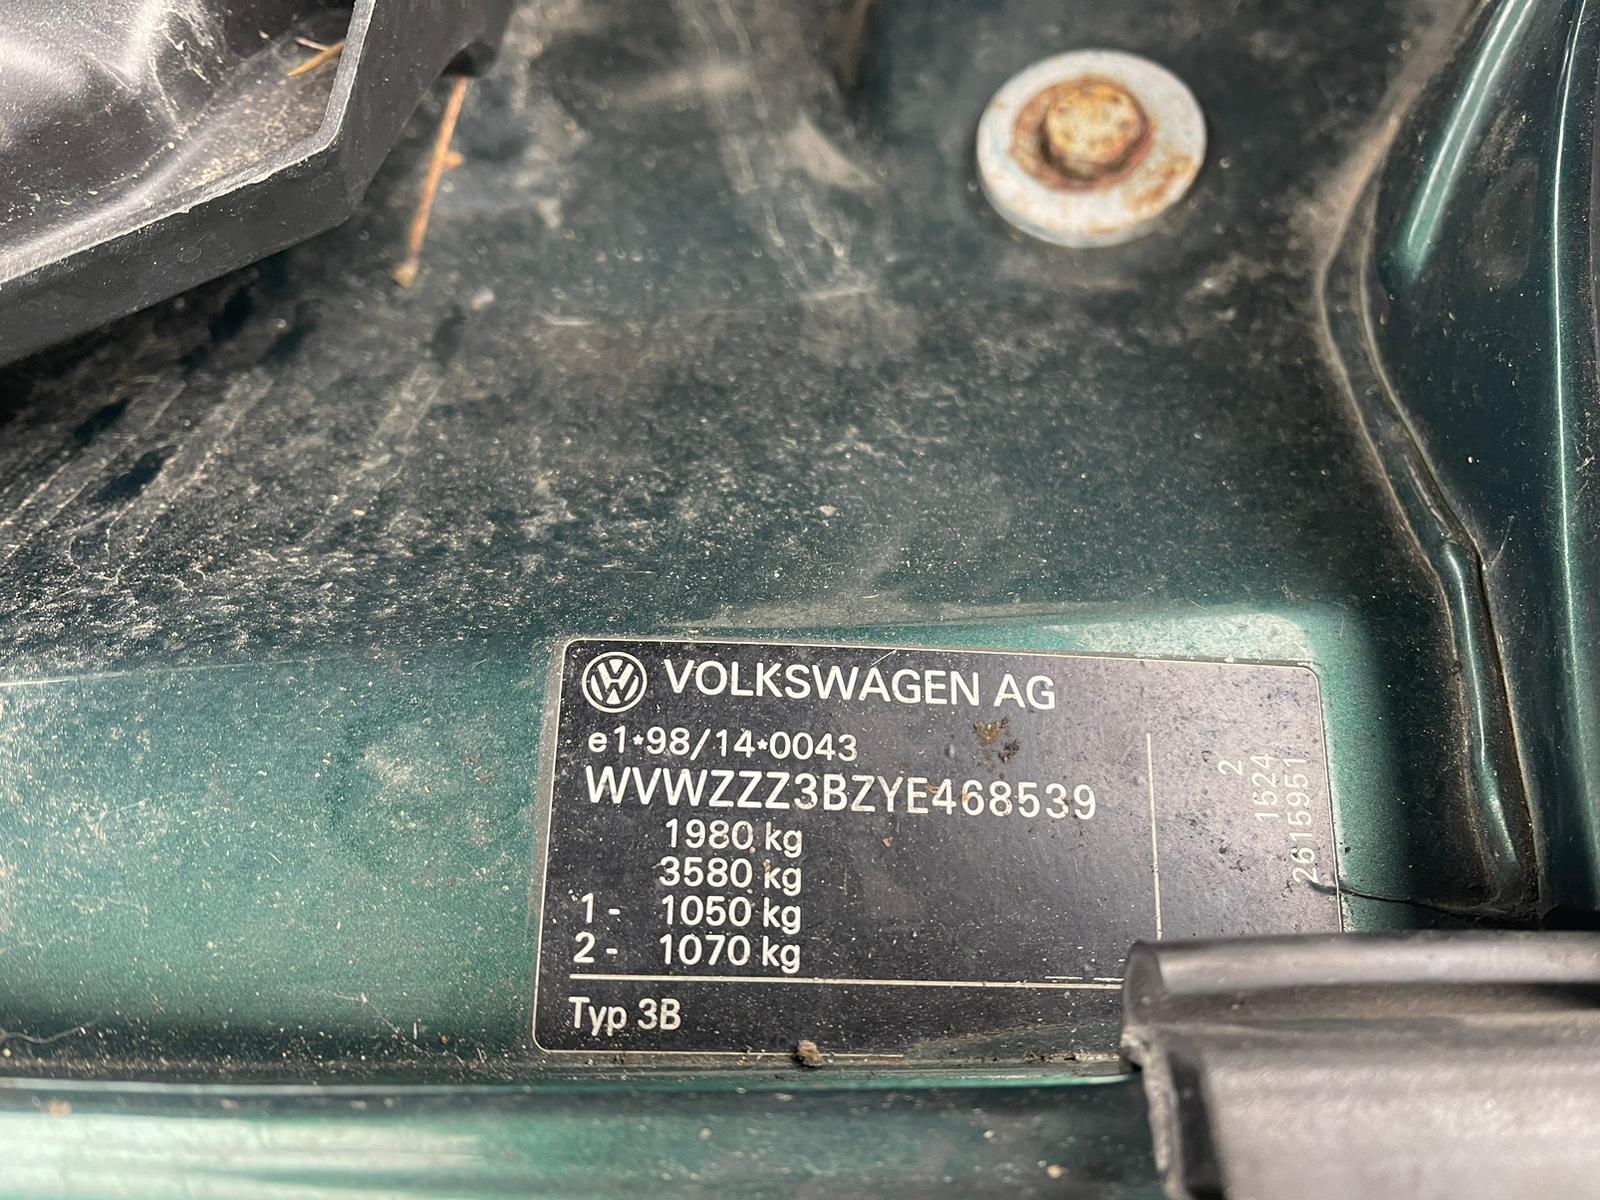 VOLKSWAGEN AG
e1*98/14*0043
WVWZZZ3BZYE468539
1980 kg
3580 kg
1- 1050 kg
2- 1070 kg
Typ 3B
2
1524
2615951